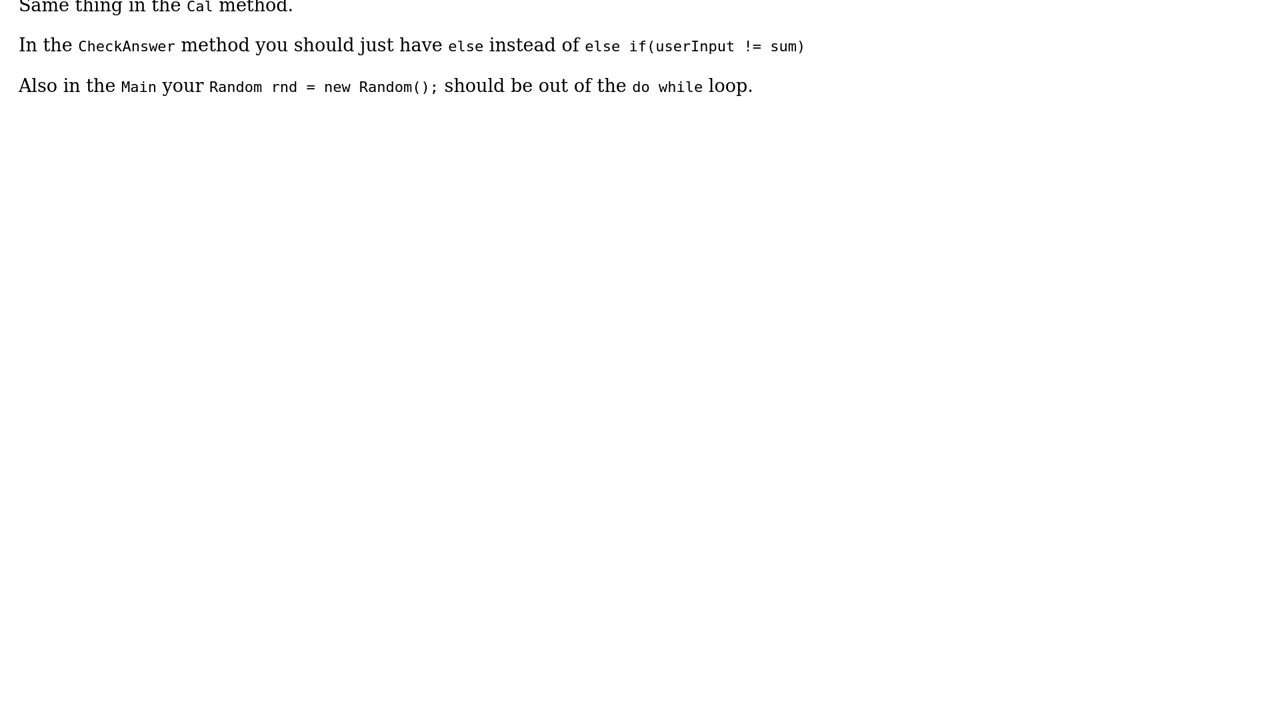 Same thing in the Cal method.
In the CheckAnswer method you should just have else instead of else if(userInput != sum)
Also in the Main your Random rnd = new Random(); should be out of the do while loop.